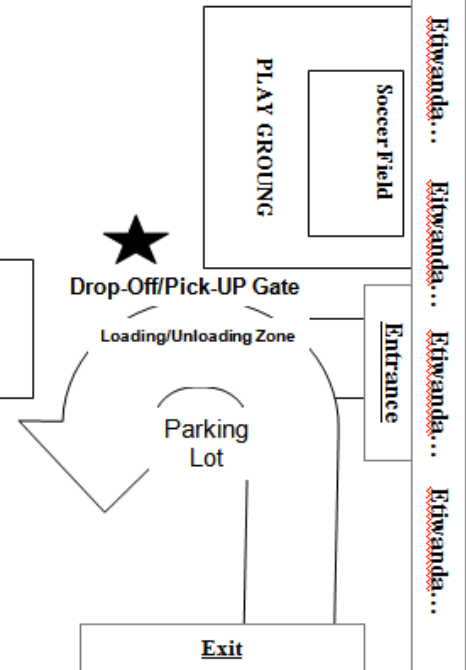 Etiwanda...
PLAY GROUNG
Soccer Field
Eitwanda...
Drop-Off/Pick-UP Gate
Loading/Unloading Zone
Entrance
Etiwanda...
Parking
Lot
Etiwanda...
Exit